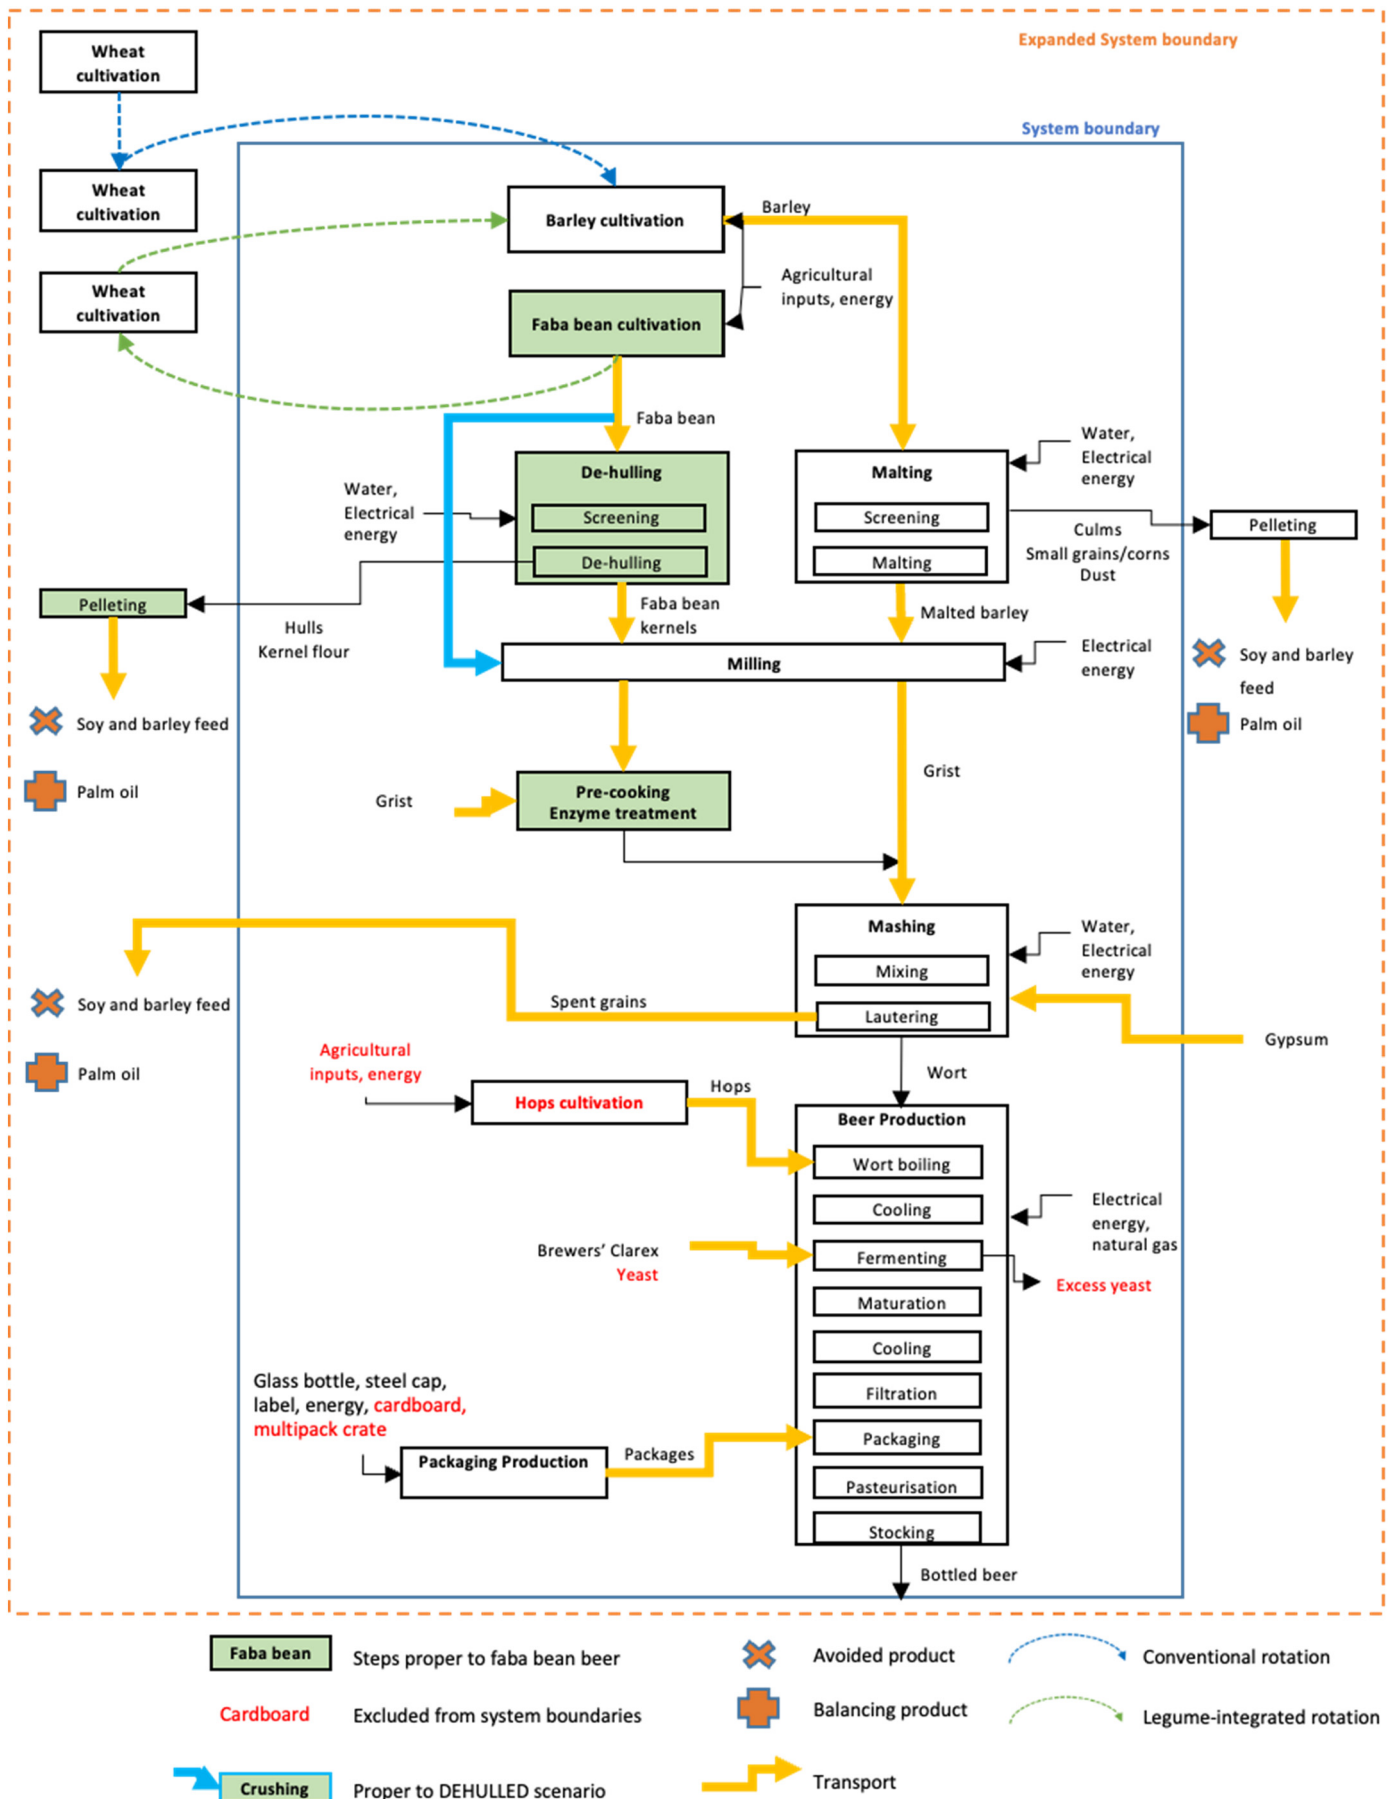 Expanded System boundary
Wheat
cultivation
System boundary
Wheat
cultivation
Barley cultivation
Barley
Wheat
cultivation
Agricultural
inputs, energy
Faba bean cultivation
Faba bean
Water,
Electrical
energy
De-hulling
Screening
De-hulling
Malting
Screening
Malting
Water,
Electrical
energy
Culms
Small grains/corns
Dust
Pelleting
Pelleting
Hulls
Kernel flour
Faba bean
kernels
Malted barley
Milling
Electrical
energy
Soy and barley
feed
Palm oil
Soy and barley feed
Palm oil
Grist
Pre-cooking
Enzyme treatment
Grist
Mashing
Mixing
Lautering
Water,
Electrical
energy
Spent grains
Soy and barley feed
Palm oil
Gypsum
Wort
Agricultural
inputs, energy
Hops cultivation
Hops
Beer Production
Wort boiling
Cooling
Fermenting
Maturation
Cooling
Filtration
Packaging
Pasteurisation
Stocking
Electrical
energy,
natural gas
Brewers’ Clarex
Yeast
Excess yeast
Glass bottle, steel cap,
label, energy, cardboard,
multipack crate
Packaging Production
Packages
Bottled beer
Faba bean
Steps proper to faba bean beer
Avoided product
Conventional rotation
Cardboard
Excluded from system boundaries
Balancing product
Legume-integrated rotation
Crushing
Proper to DEHULLED scenario
Transport